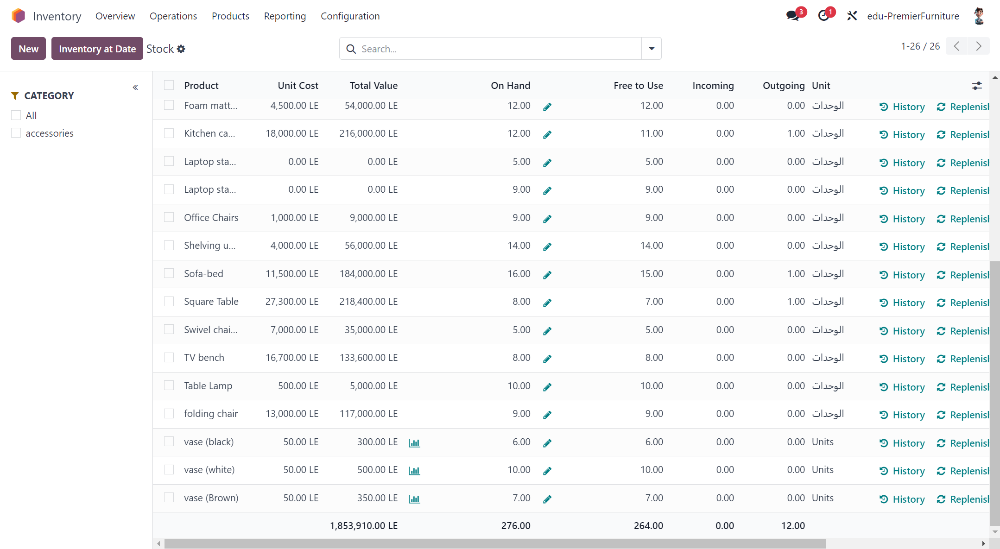 Inventory Overview Operations Products Reporting Configuration 3 1 edu-PremierFurniture
New Inventory at Date Stock Search... 1-26 / 26
CATEGORY
All
accessories
Product Unit Cost Total Value On Hand Free to Use Incoming Outgoing Unit
Foam matt... 4,500.00 LE 54,000.00 LE 12.00 12.00 0.00 0.00 الوحدات History Replenish
Kitchen ca... 18,000.00 LE 216,000.00 LE 12.00 11.00 0.00 1.00 الوحدات History Replenish
Laptop sta... 0.00 LE 0.00 LE 5.00 5.00 0.00 0.00 الوحدات History Replenish
Laptop sta... 0.00 LE 0.00 LE 9.00 9.00 0.00 0.00 الوحدات History Replenish
Office Chairs 1,000.00 LE 9,000.00 LE 9.00 9.00 0.00 0.00 الوحدات History Replenish
Shelving u... 4,000.00 LE 56,000.00 LE 14.00 14.00 0.00 0.00 الوحدات History Replenish
Sofa-bed 11,500.00 LE 184,000.00 LE 16.00 15.00 0.00 1.00 الوحدات History Replenish
Square Table 27,300.00 LE 218,400.00 LE 8.00 7.00 0.00 1.00 الوحدات History Replenish
Swivel chai... 7,000.00 LE 35,000.00 LE 5.00 5.00 0.00 0.00 الوحدات History Replenish
TV bench 16,700.00 LE 133,600.00 LE 8.00 8.00 0.00 0.00 الوحدات History Replenish
Table Lamp 500.00 LE 5,000.00 LE 10.00 10.00 0.00 0.00 الوحدات History Replenish
folding chair 13,000.00 LE 117,000.00 LE 9.00 9.00 0.00 0.00 الوحدات History Replenish
vase (black) 50.00 LE 300.00 LE 6.00 6.00 0.00 0.00 Units History Replenish
vase (white) 50.00 LE 500.00 LE 10.00 10.00 0.00 0.00 Units History Replenish
vase (Brown) 50.00 LE 350.00 LE 7.00 7.00 0.00 0.00 Units History Replenish
1,853,910.00 LE 276.00 264.00 0.00 12.00